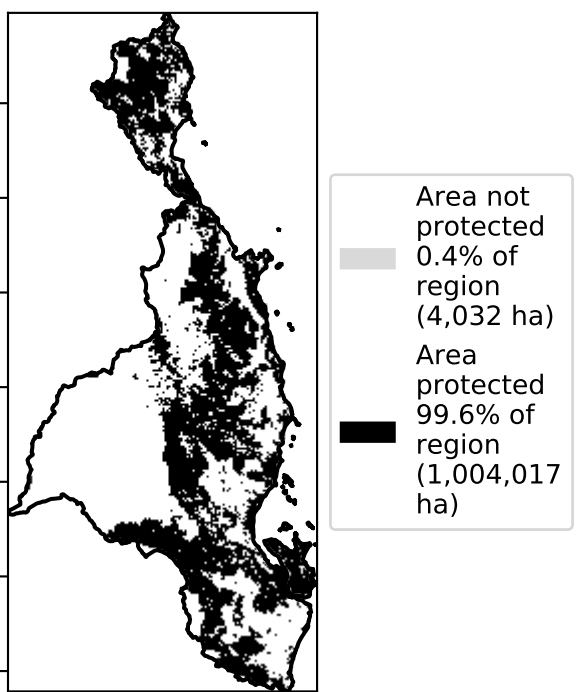 Area not
protected
0.4% of
region
(4,032 ha)
Area
protected
99.6% of
region
(1,004,017
ha)